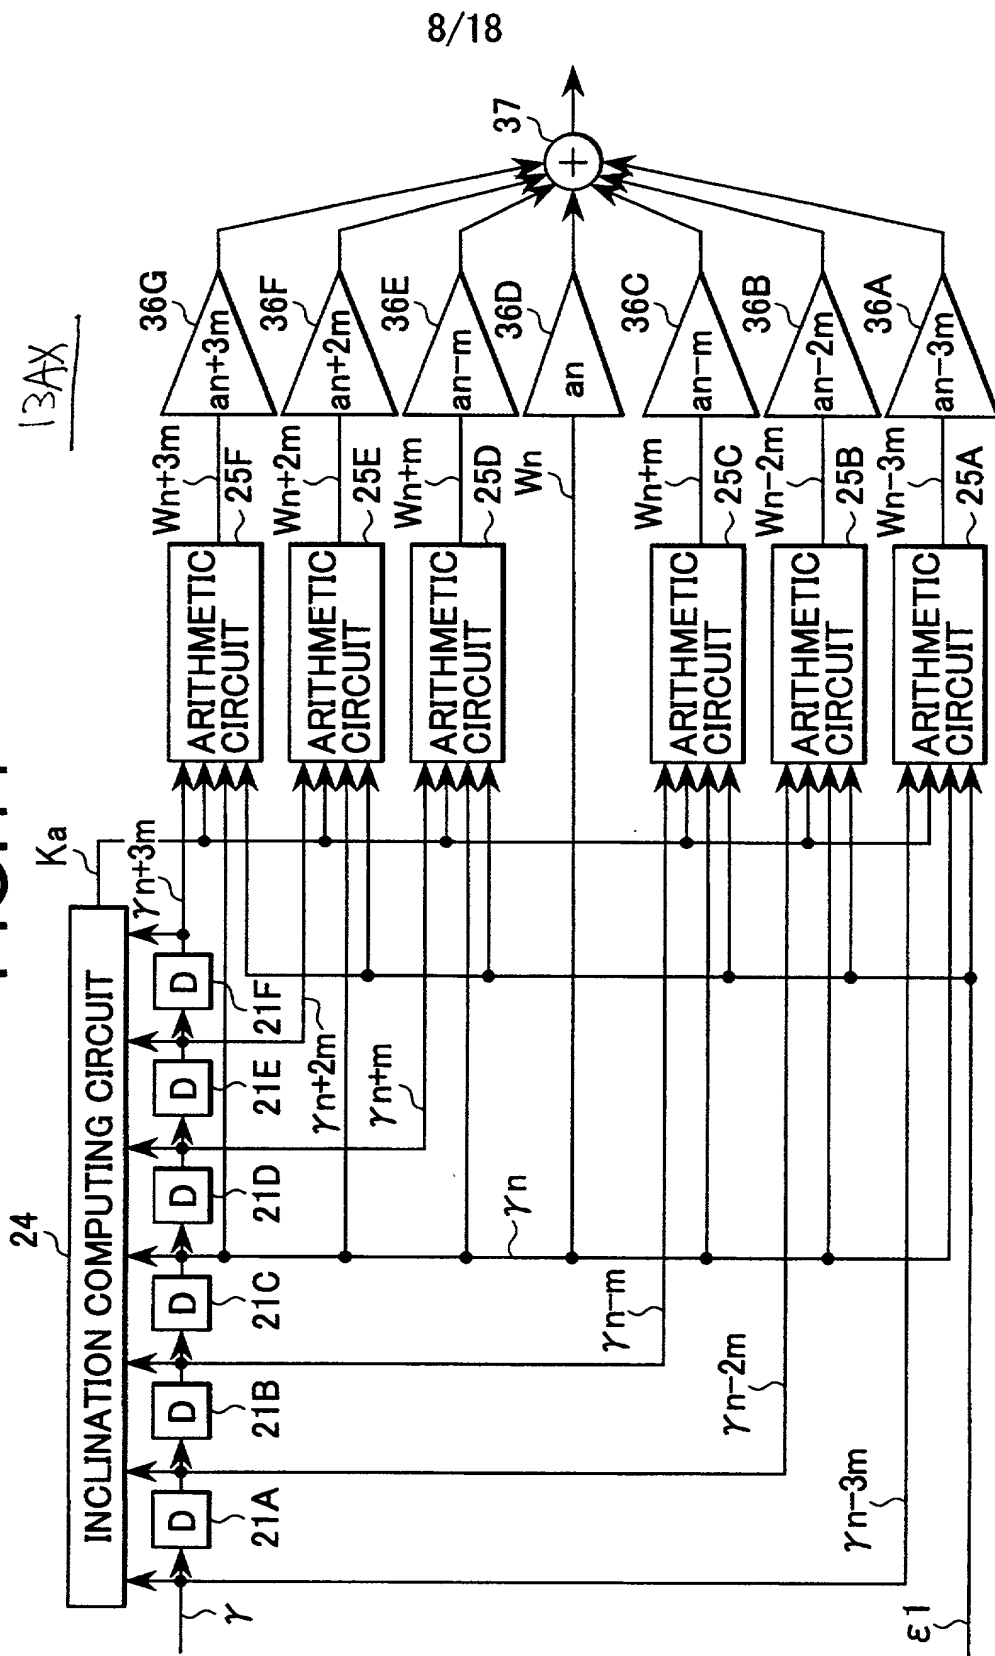 8/18
13AX
24
INCLINATION COMPUTING CIRCUIT
Ka
γ
D
21A
D
21B
D
21C
D
21D
D
21E
D
21F
γn+3m
γn+2m
γn+m
γn
γn-m
γn-2m
γn-3m
ε1
ARITHMETIC
CIRCUIT
25F
Wn+3m
an+3m
36G
ARITHMETIC
CIRCUIT
25E
Wn+2m
an+2m
36F
ARITHMETIC
CIRCUIT
25D
Wn+m
an-m
36E
Wn
an
36D
ARITHMETIC
CIRCUIT
25C
Wn+m
an-m
36C
ARITHMETIC
CIRCUIT
25B
Wn-2m
an-2m
36B
ARITHMETIC
CIRCUIT
25A
Wn-3m
an-3m
36A
+
37